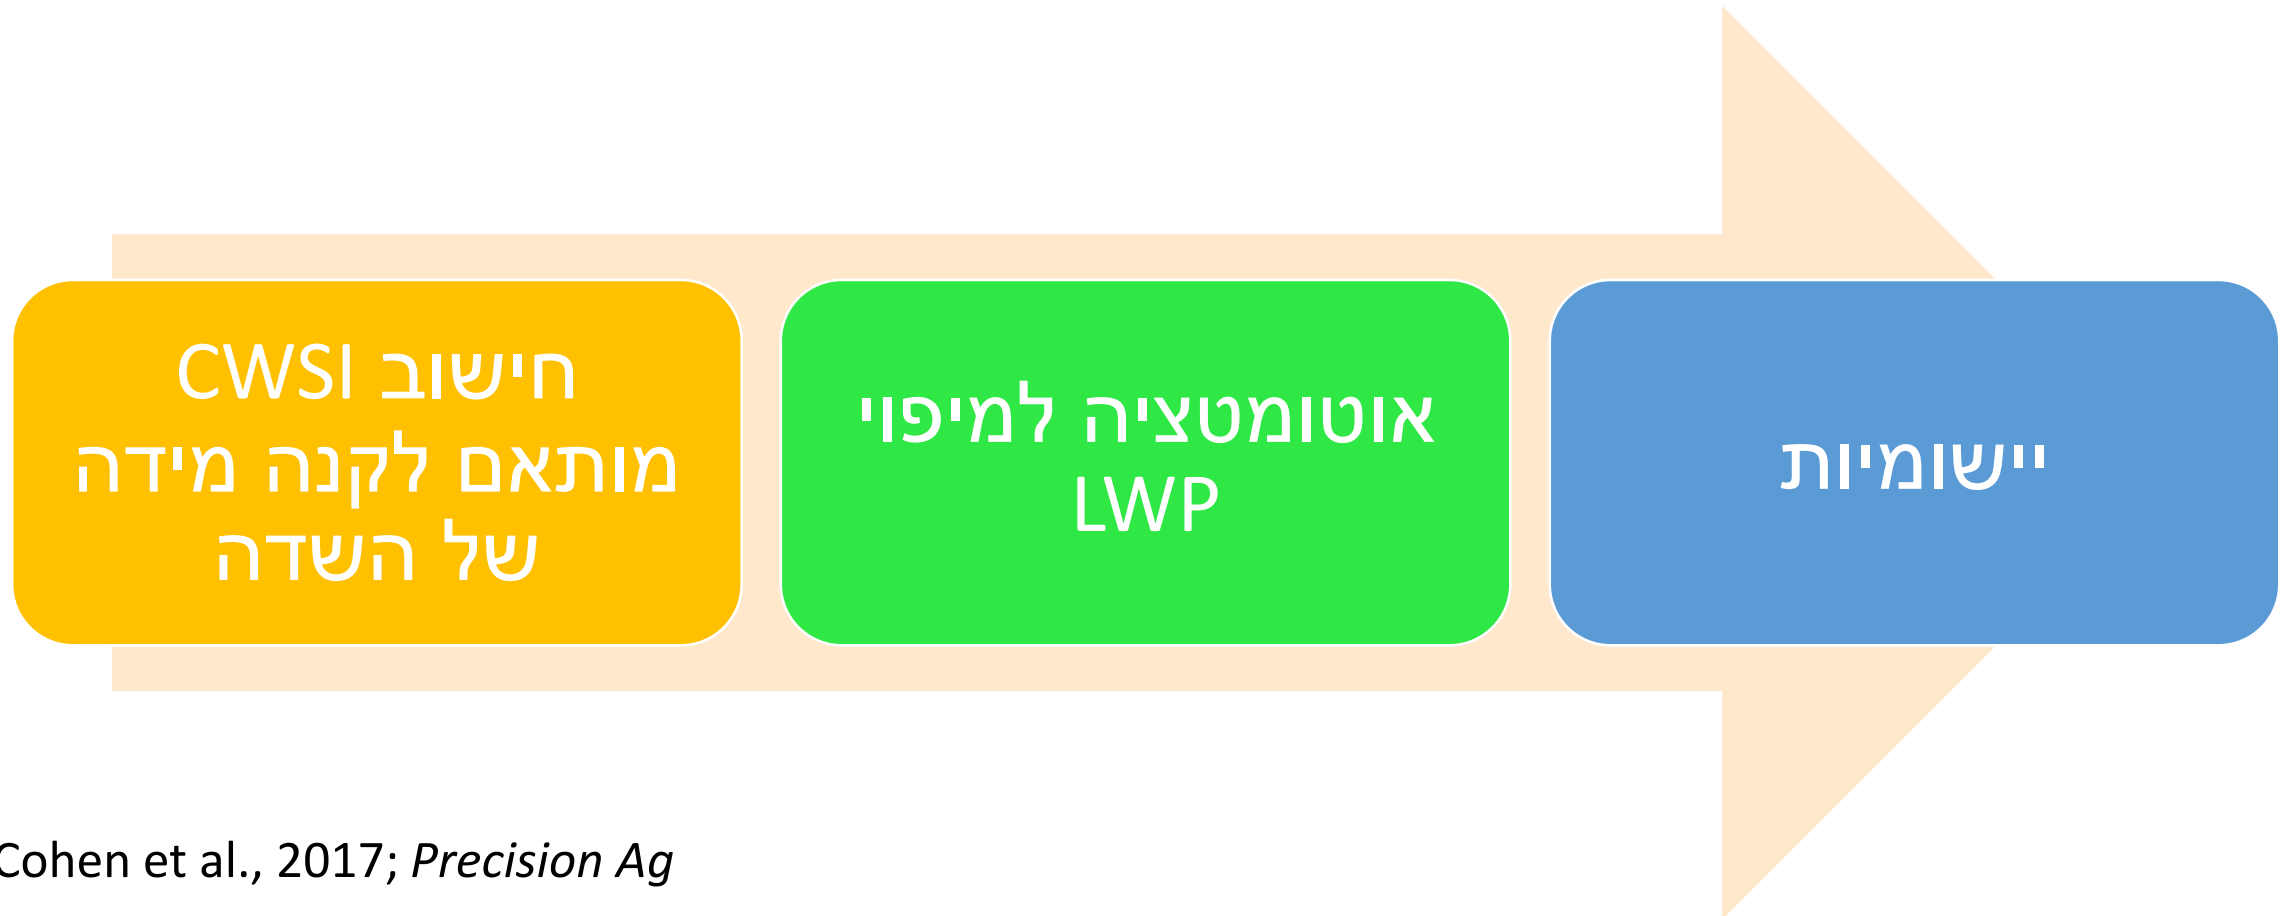 חישוב CWSI
מותאם לקנה מידה
של השדה
אוטומטציה למיפוי
LWP
יישומיות
Cohen et al., 2017; Precision Ag